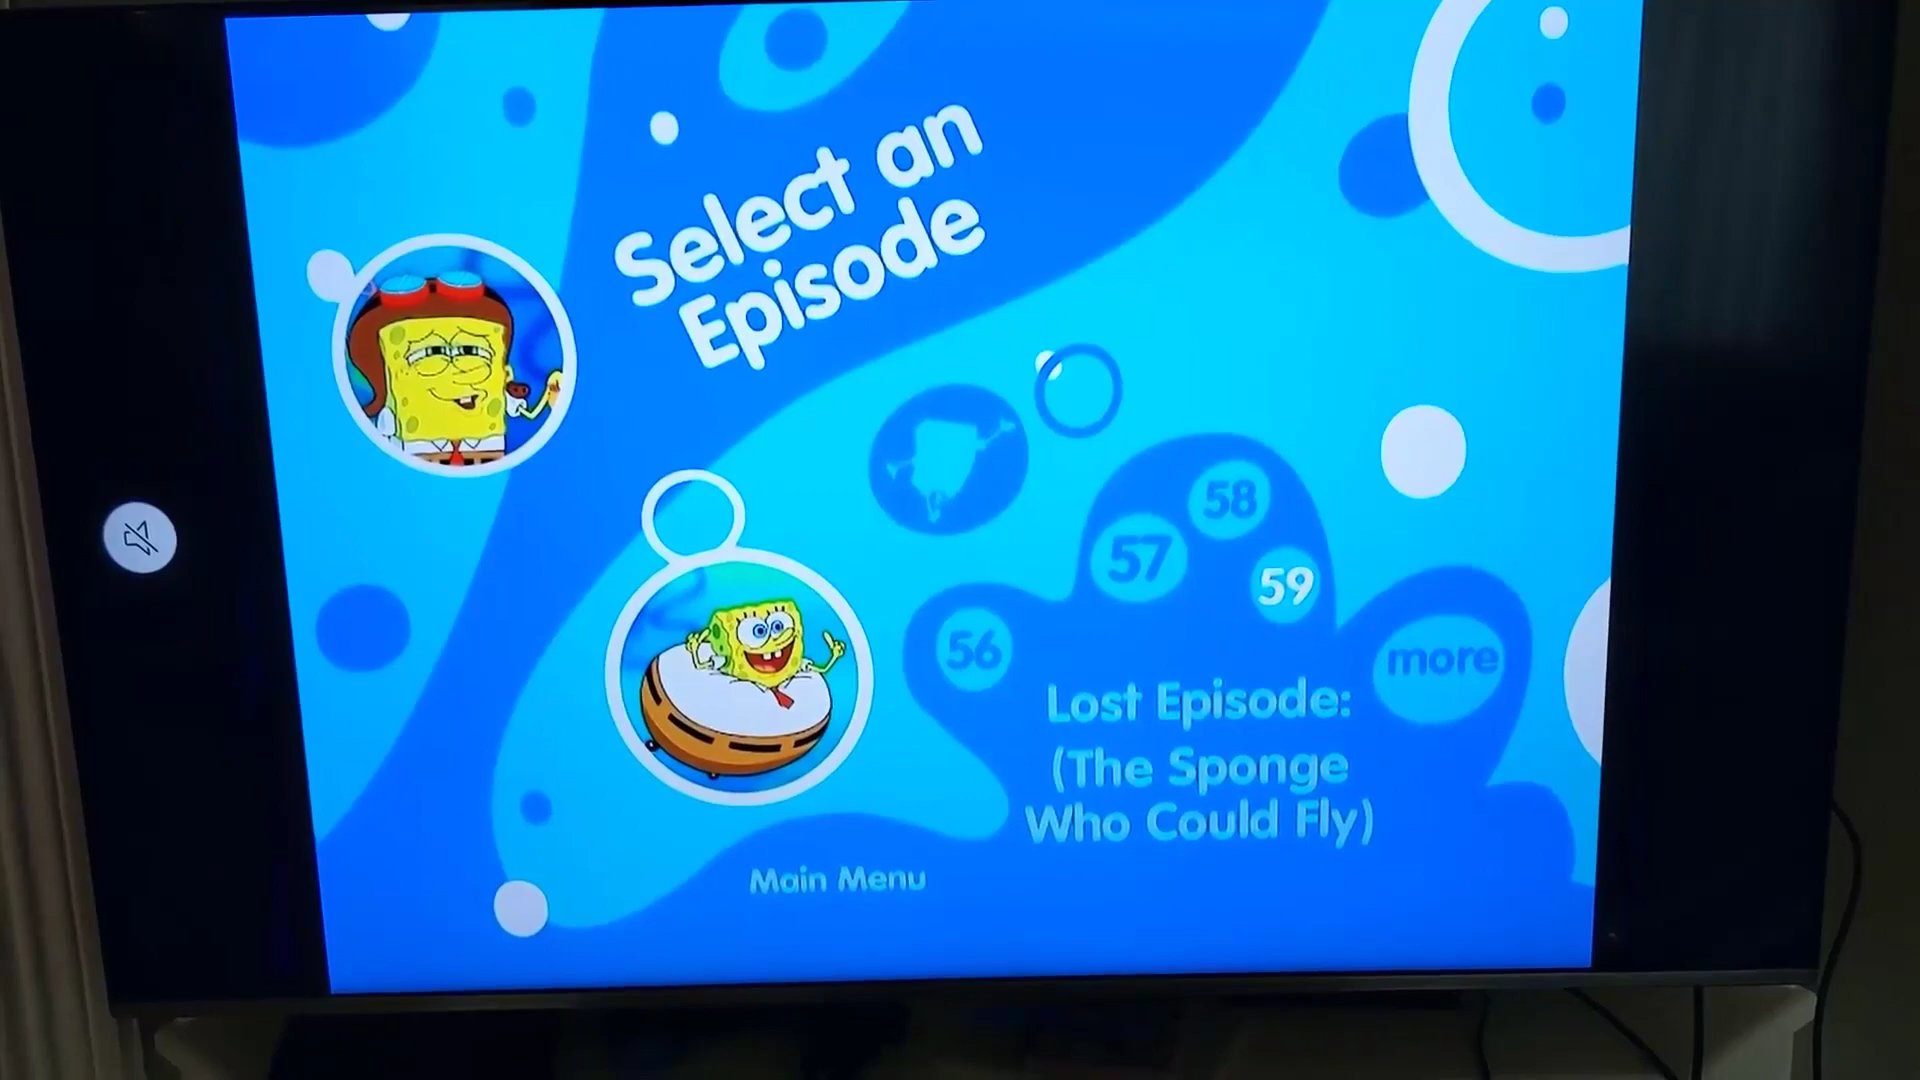 Select an
Episode
58
57
59
56
more
Lost Episode:
(The Sponge
Who Could Fly)
Main Menu